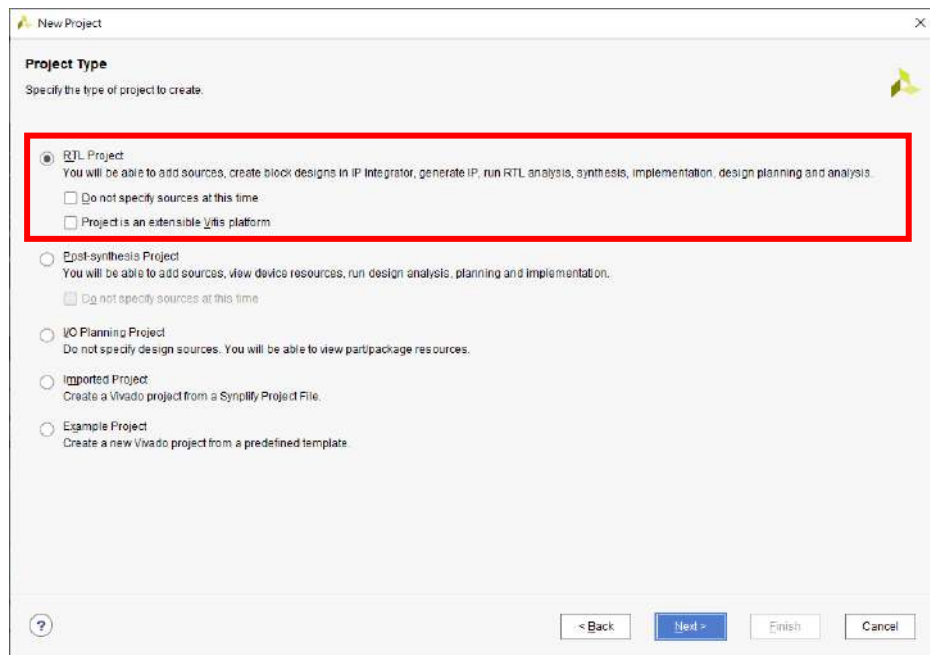 New Project
Project Type
Specify the type of project to create.
RTL Project
You will be able to add sources, create block designs in IP Integrator, generate IP, run RTL analysis, synthesis, implementation, design planning and analysis.
Do not specify sources at this time
Project is an extensible Vitis platform
Post-synthesis Project
You will be able to add sources, view device resources, run design analysis, planning and implementation.
Do not specify sources at this time
I/O Planning Project
Do not specify design sources. You will be able to view part/package resources.
Imported Project
Create a Vivado project from a Synplify Project File.
Example Project
Create a new Vivado project from a predefined template.
?
< Back
Next >
Finish
Cancel